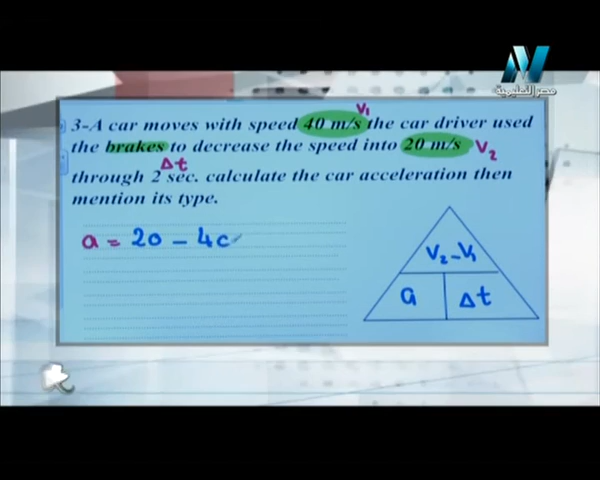 مصر التعليمية
V₁
3-A car moves with speed 40 m/s the car driver used
the brakes to decrease the speed into 20 m/s V₂
Δt
through 2 sec. calculate the car acceleration then
mention its type.
a = 20 - 4c
V₂-V₁
a Δt